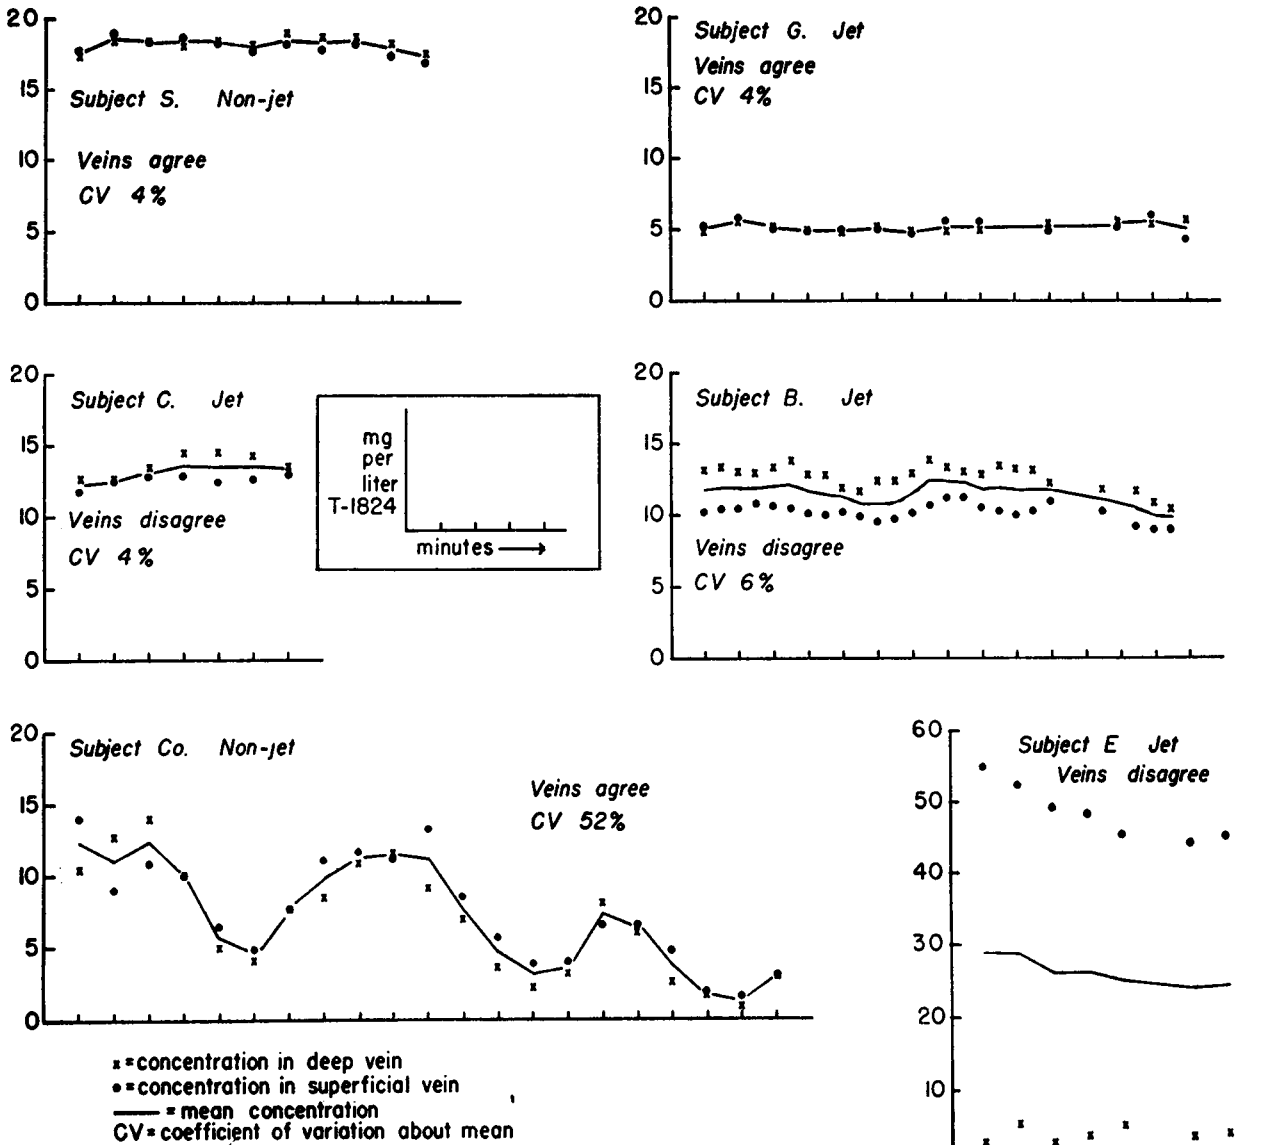 20
15
10
5
0
Subject S. Non-jet
Veins agree
CV 4%
20
15
10
5
0
Subject G. Jet
Veins agree
CV 4%
20
15
10
5
0
Subject C. Jet
Veins disagree
CV 4%
mg
per
liter
T-1824
minutes
20
15
10
5
0
Subject B. Jet
Veins disagree
CV 6%
20
15
10
5
0
Subject Co. Non-jet
Veins agree
CV 52%
60
50
40
30
20
10
Subject E Jet
Veins disagree
x = concentration in deep vein
• = concentration in superficial vein
— = mean concentration
CV = coefficient of variation about mean